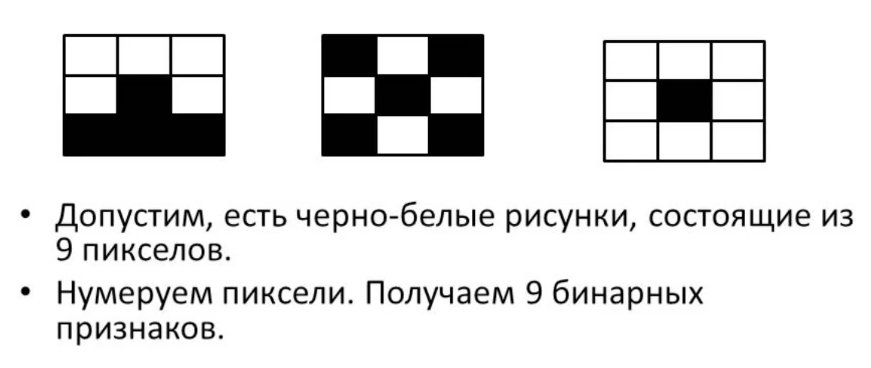 • Допустим, есть черно-белые рисунки, состоящие из
9 пикселов.
• Нумеруем пиксели. Получаем 9 бинарных
признаков.